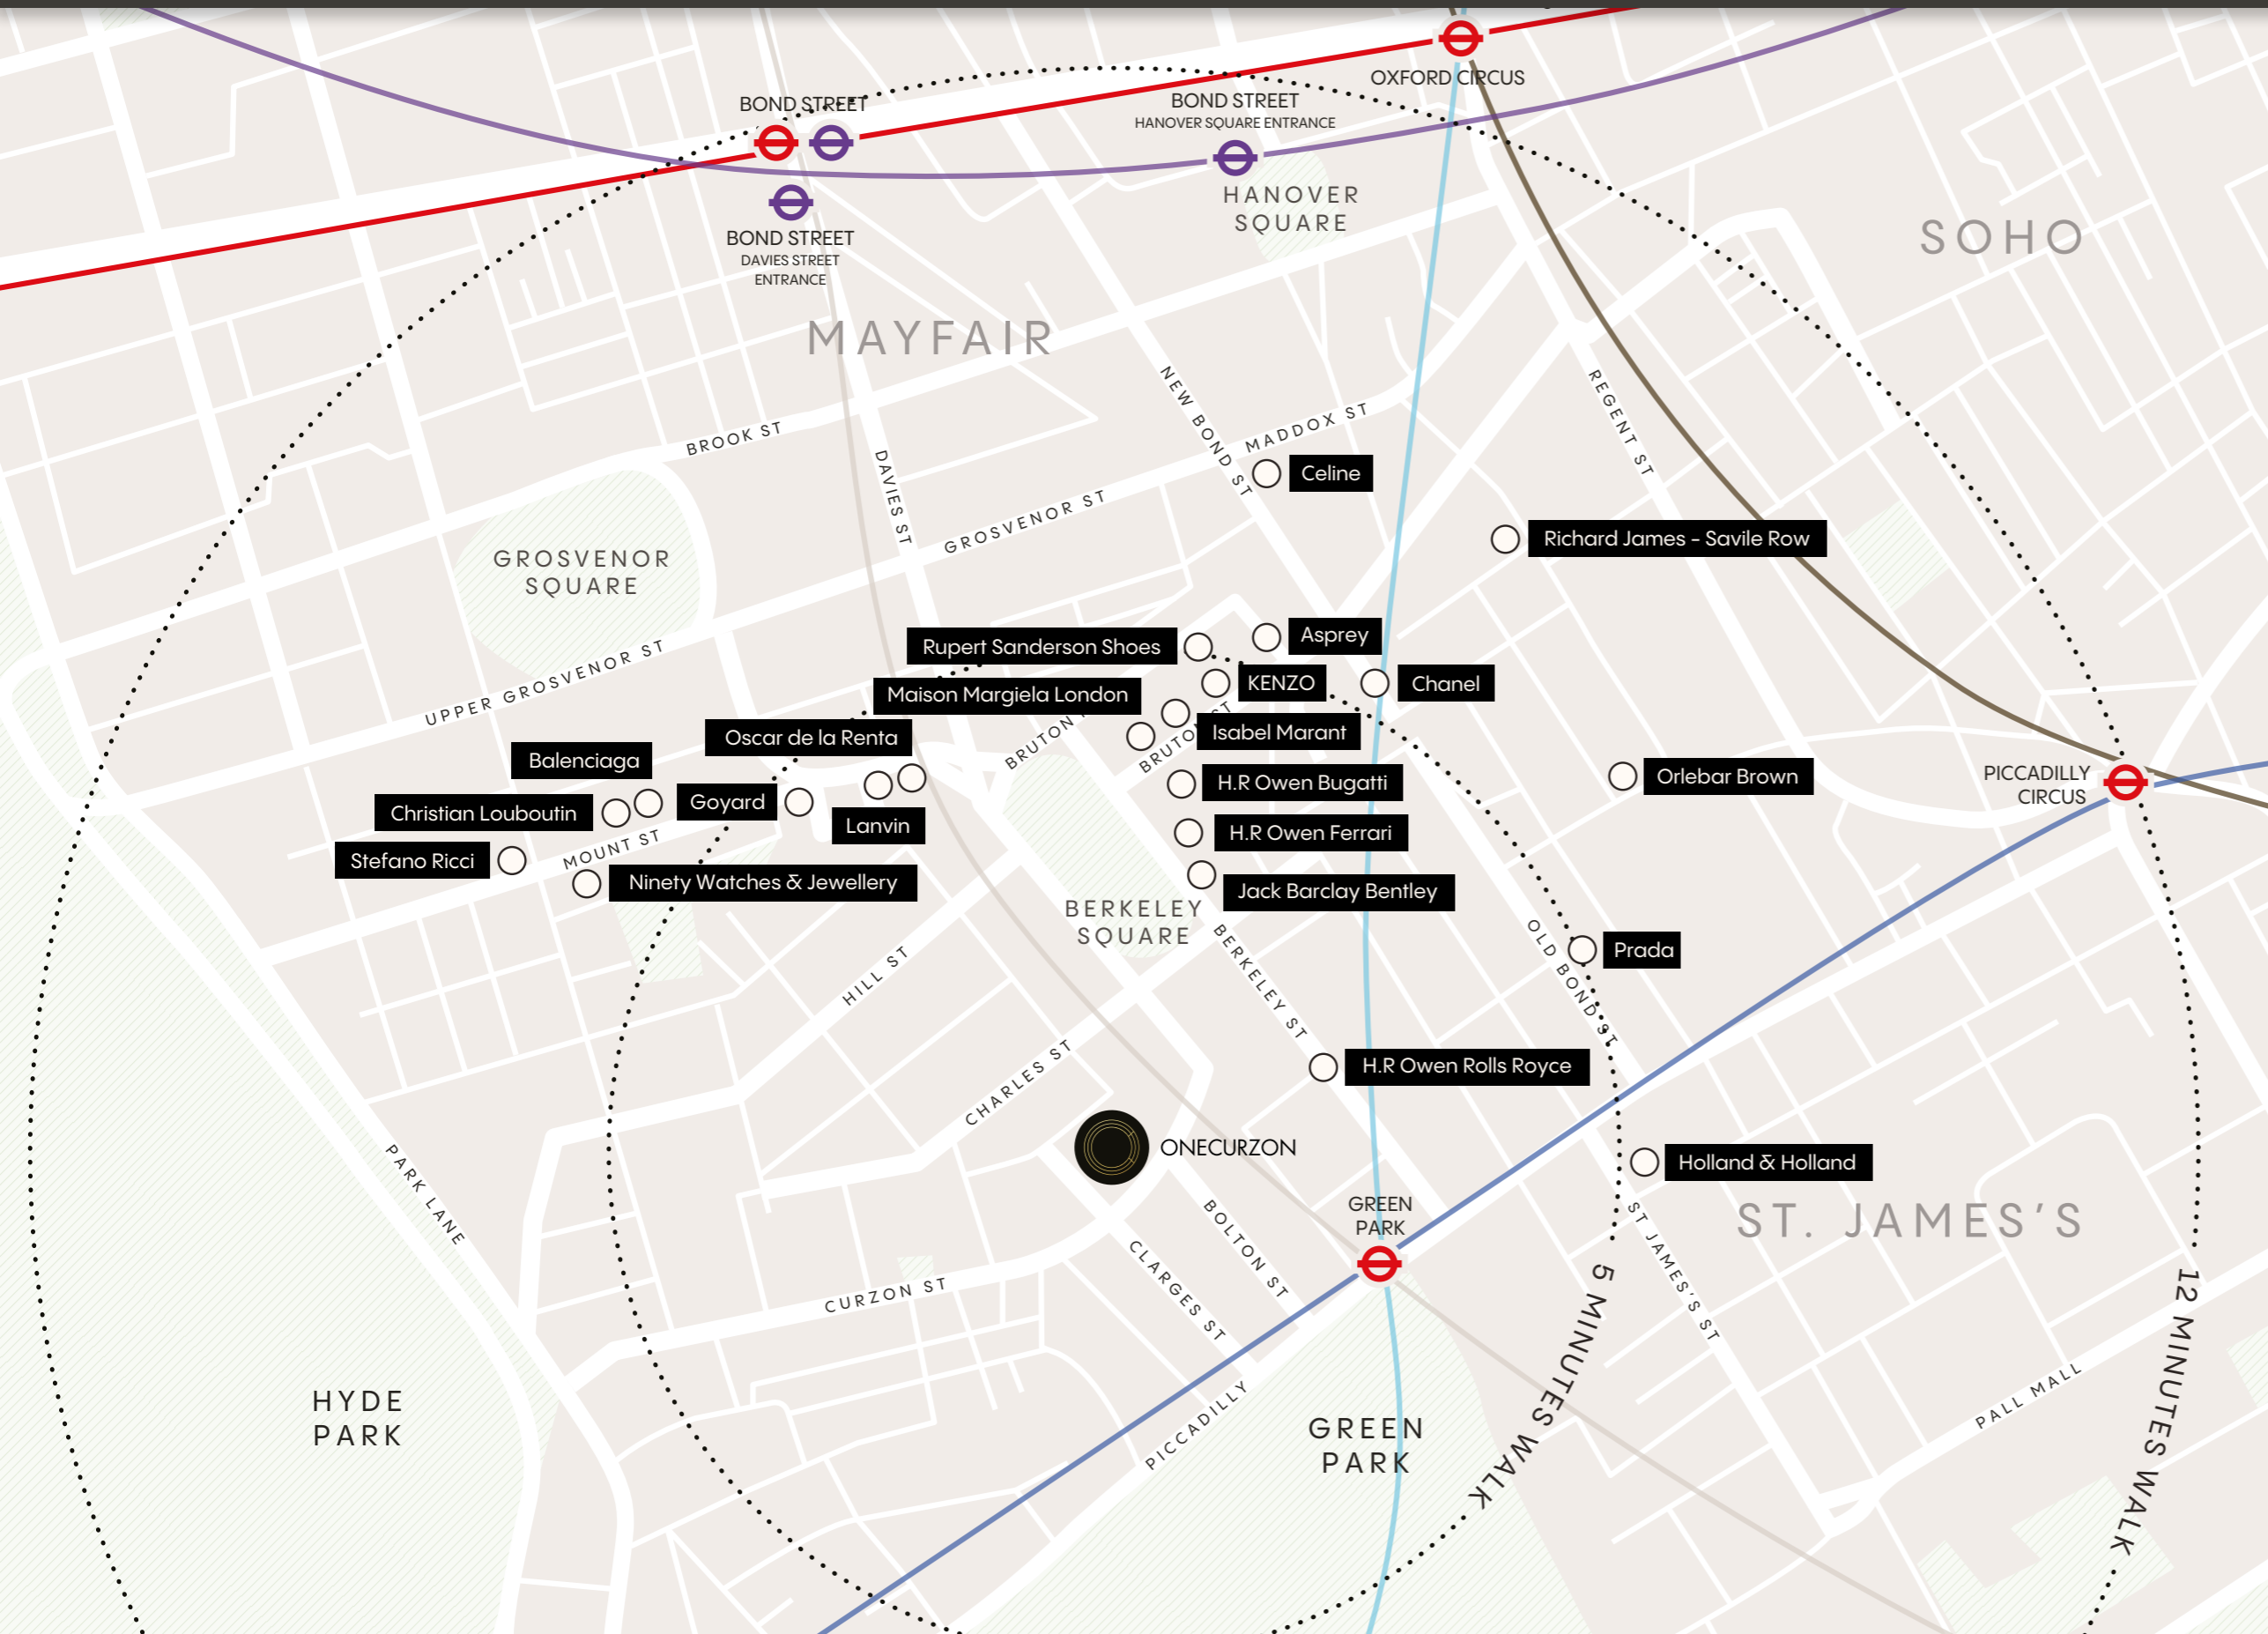 OXFORD CIRCUS
BOND STREET
BOND STREET
HANOVER SQUARE ENTRANCE
HANOVER
SQUARE
BOND STREET
DAVIES STREET
ENTRANCE
SOHO
MAYFAIR
NEW BOND ST
MADDOX ST
REGENT ST
BROOK ST
DAVIES ST
GROSVENOR ST
Celine
Richard James - Savile Row
GROSVENOR
SQUARE
UPPER GROSVENOR ST
Rupert Sanderson Shoes
Asprey
KENZO
Chanel
Maison Margiela London
Isabel Marant
BRUTON
BRUTON ST
Oscar de la Renta
Balenciaga
H.R Owen Bugatti
Orlebar Brown
PICCADILLY
CIRCUS
Christian Louboutin
Goyard
Lanvin
H.R Owen Ferrari
MOUNT ST
Stefano Ricci
Ninety Watches & Jewellery
Jack Barclay Bentley
BERKELEY
SQUARE
BERKELEY ST
OLD BOND ST
Prada
HILL ST
CHARLES ST
H.R Owen Rolls Royce
ONECURZON
Holland & Holland
PARK LANE
GREEN
PARK
ST. JAMES'S
BOLTON ST
CLARGES ST
ST JAMES'S ST
CURZON ST
5 MINUTES WALK
12 MINUTES WALK
HYDE
PARK
PICCADILLY
GREEN
PARK
PALL MALL